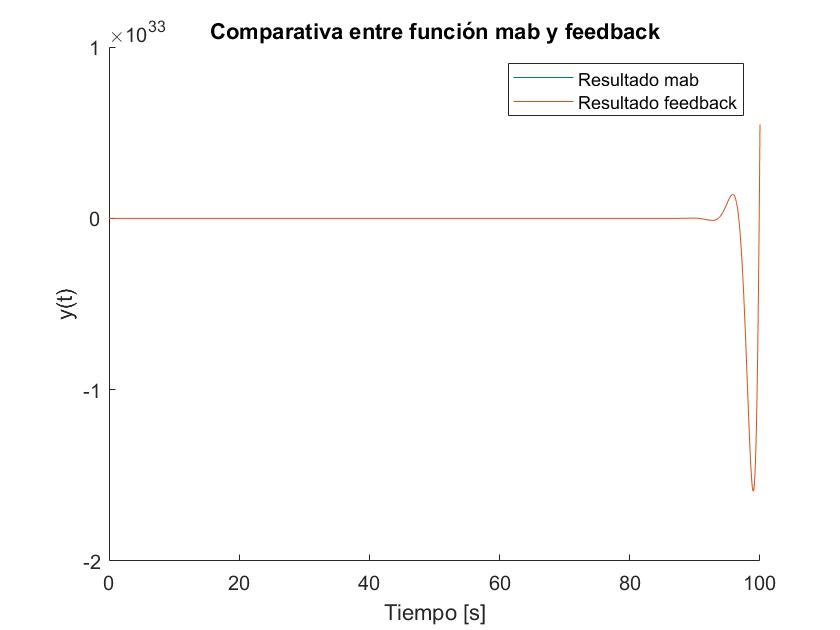 Comparativa entre función mab y feedback
×10^33
Resultado mab
Resultado feedback
1
0
-1
-2
y(t)
0 20 40 60 80 100
Tiempo [s]